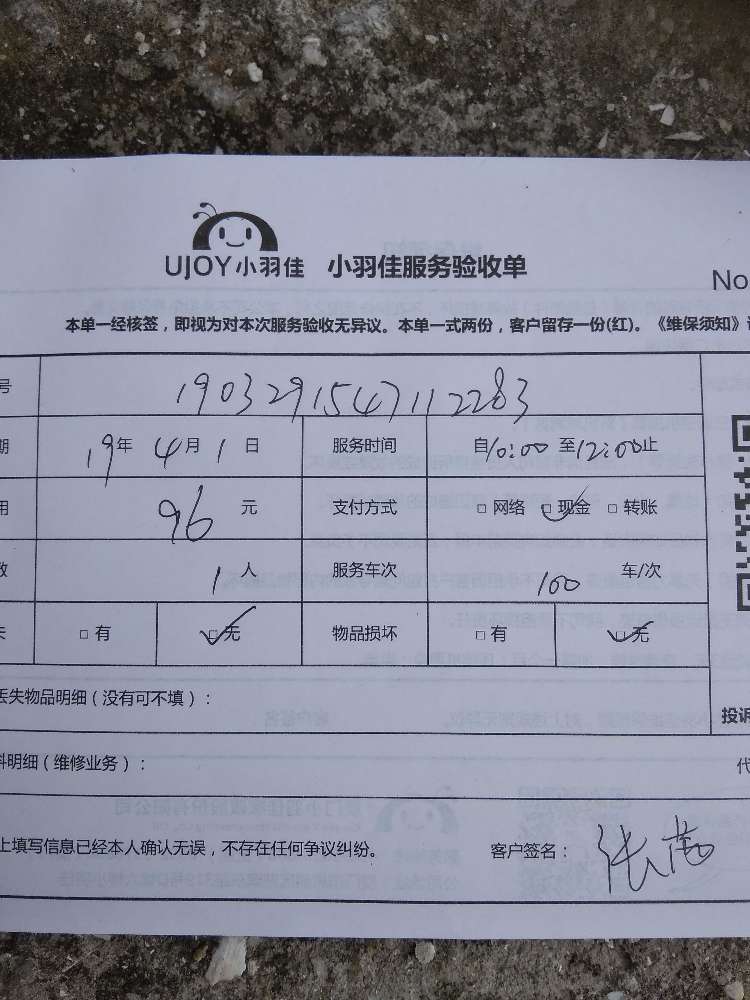 UJOY小羽佳 小羽佳服务验收单
No
本单一经核签，即视为对本次服务验收无异议。本单一式两份，客户留存一份(红)。《维保须知》
号 1903291547112283
期 19年4月1日 服务时间 自10:00至12:00止
用 96元 支付方式 □网络 □现金 □转账
数 1人 服务车次 100 车/次
失 □有 □无 物品损坏 □有 □无
丢失物品明细（没有可不填）：
投诉
料明细（维修业务）：
代
上填写信息已经本人确认无误，不存在任何争议纠纷。 客户签名：张